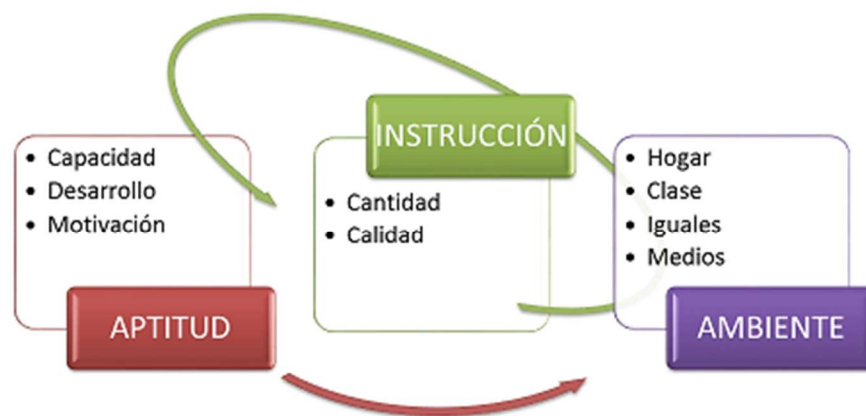 • Capacidad
• Desarrollo
• Motivación
APTITUD
INSTRUCCIÓN
• Cantidad
• Calidad
• Hogar
• Clase
• Iguales
• Medios
AMBIENTE